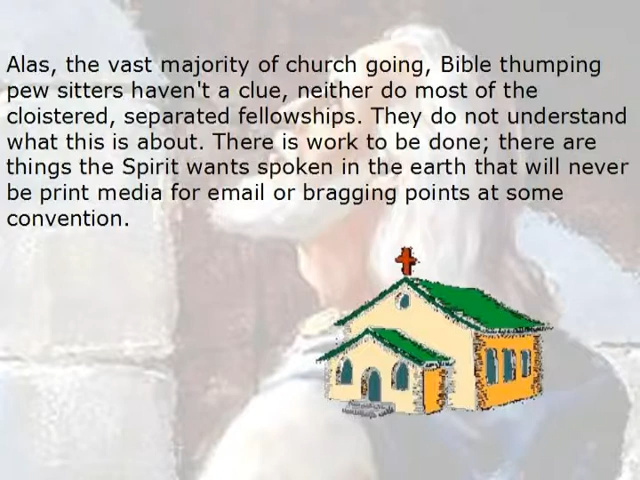 Alas, the vast majority of church going, Bible thumping
pew sitters haven't a clue, neither do most of the
cloistered, separated fellowships. They do not understand
what this is about. There is work to be done; there are
things the Spirit wants spoken in the earth that will never
be print media for email or bragging points at some
convention.